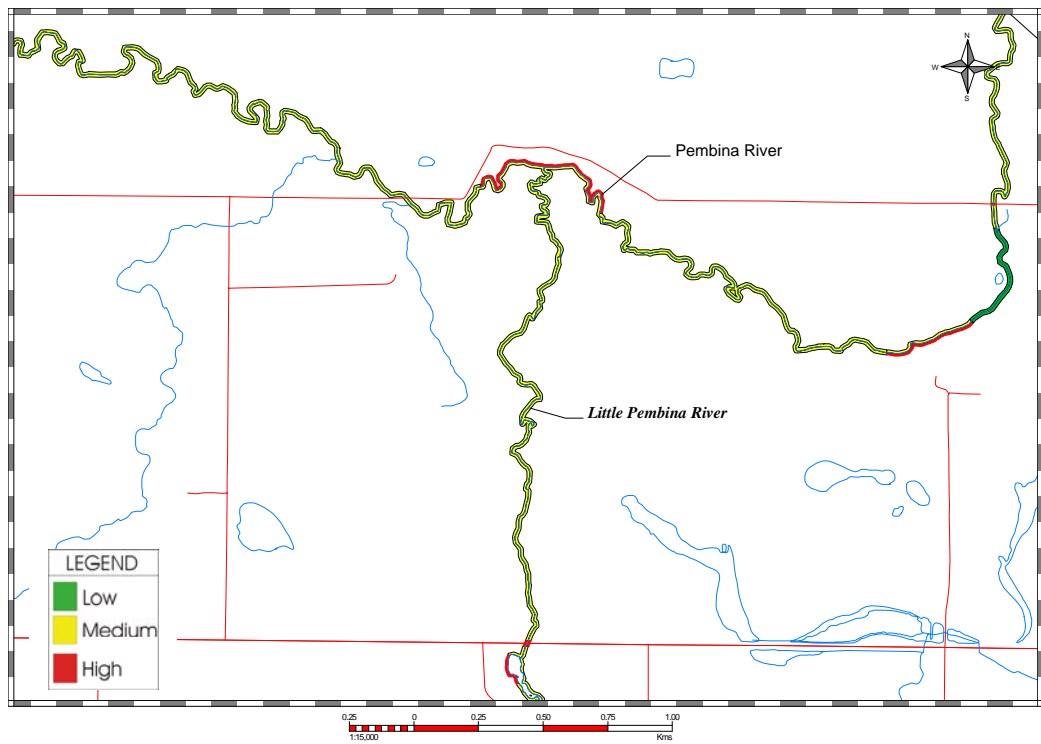 N
W E
S
Pembina River
Little Pembina River
LEGEND
Low
Medium
High
0.25 0 0.25 0.50 0.75 1.00
1:15,000 Kms